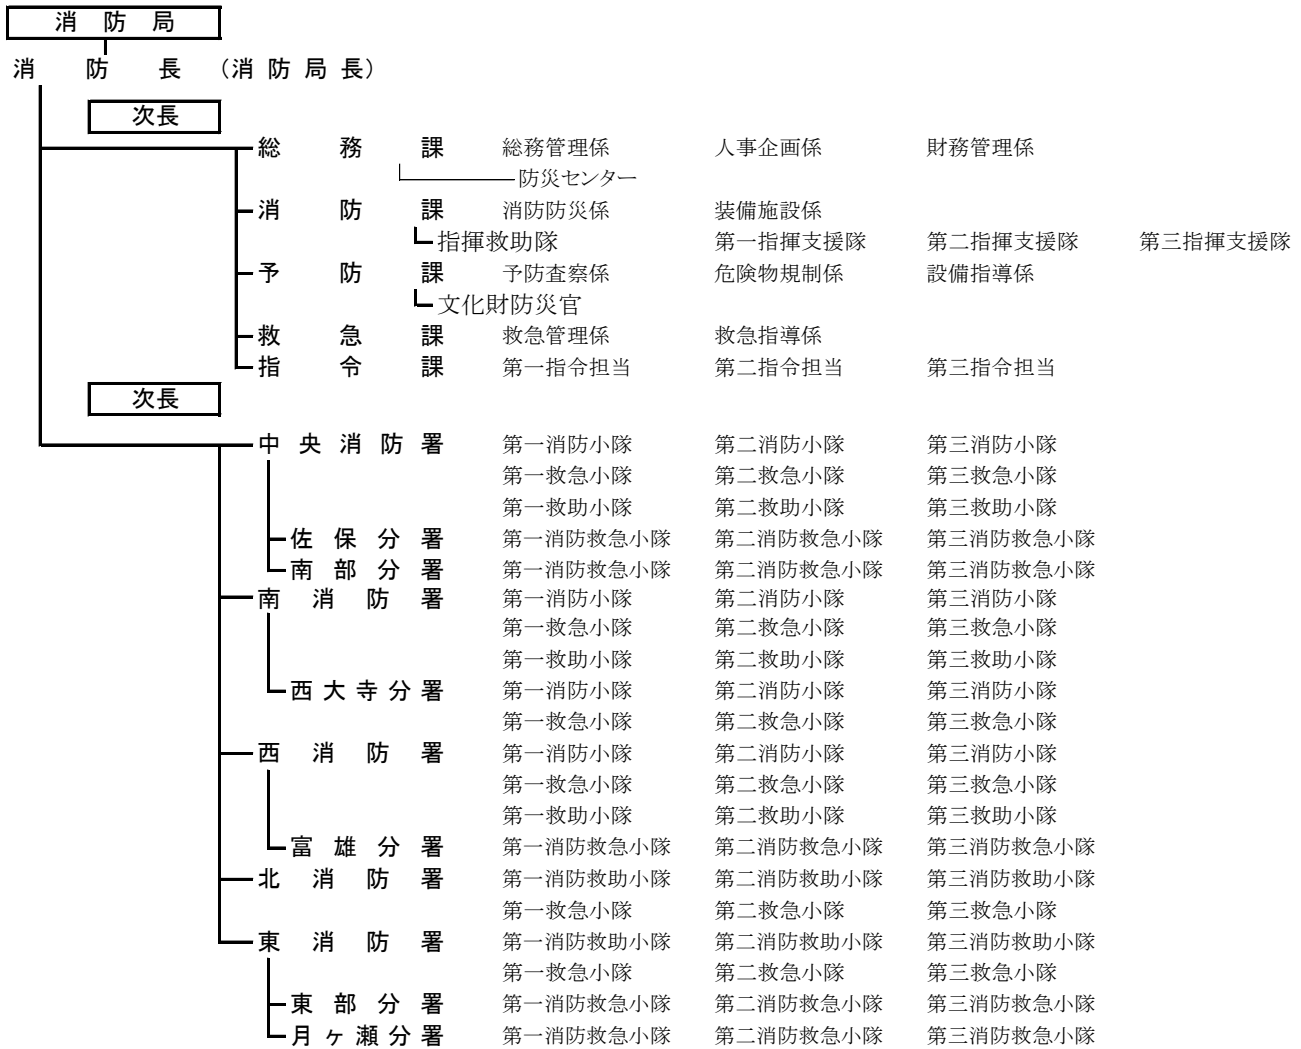 消防局
消防長（消防局長）
次長
総務課 総務管理係 人事企画係 財務管理係
防災センター
消防課 消防防災係 装備施設係
指揮救助隊 第一指揮支援隊 第二指揮支援隊 第三指揮支援隊
予防課 予防査察係 危険物規制係 設備指導係
文化財防災官
救急課 救急管理係 救急指導係
指令課 第一指令担当 第二指令担当 第三指令担当
次長
中央消防署 第一消防小隊 第二消防小隊 第三消防小隊
第一救急小隊 第二救急小隊 第三救急小隊
第一救助小隊 第二救助小隊 第三救助小隊
佐保分署 第一消防救急小隊 第二消防救急小隊 第三消防救急小隊
南部分署 第一消防救急小隊 第二消防救急小隊 第三消防救急小隊
南消防署 第一消防小隊 第二消防小隊 第三消防小隊
第一救急小隊 第二救急小隊 第三救急小隊
第一救助小隊 第二救助小隊 第三救助小隊
西大寺分署 第一消防小隊 第二消防小隊 第三消防小隊
第一救急小隊 第二救急小隊 第三救急小隊
西消防署 第一消防小隊 第二消防小隊 第三消防小隊
第一救急小隊 第二救急小隊 第三救急小隊
第一救助小隊 第二救助小隊 第三救助小隊
富雄分署 第一消防救急小隊 第二消防救急小隊 第三消防救急小隊
北消防署 第一消防救助小隊 第二消防救助小隊 第三消防救助小隊
第一救急小隊 第二救急小隊 第三救急小隊
東消防署 第一消防救助小隊 第二消防救助小隊 第三消防救助小隊
第一救急小隊 第二救急小隊 第三救急小隊
東部分署 第一消防救急小隊 第二消防救急小隊 第三消防救急小隊
月ヶ瀬分署 第一消防救急小隊 第二消防救急小隊 第三消防救急小隊